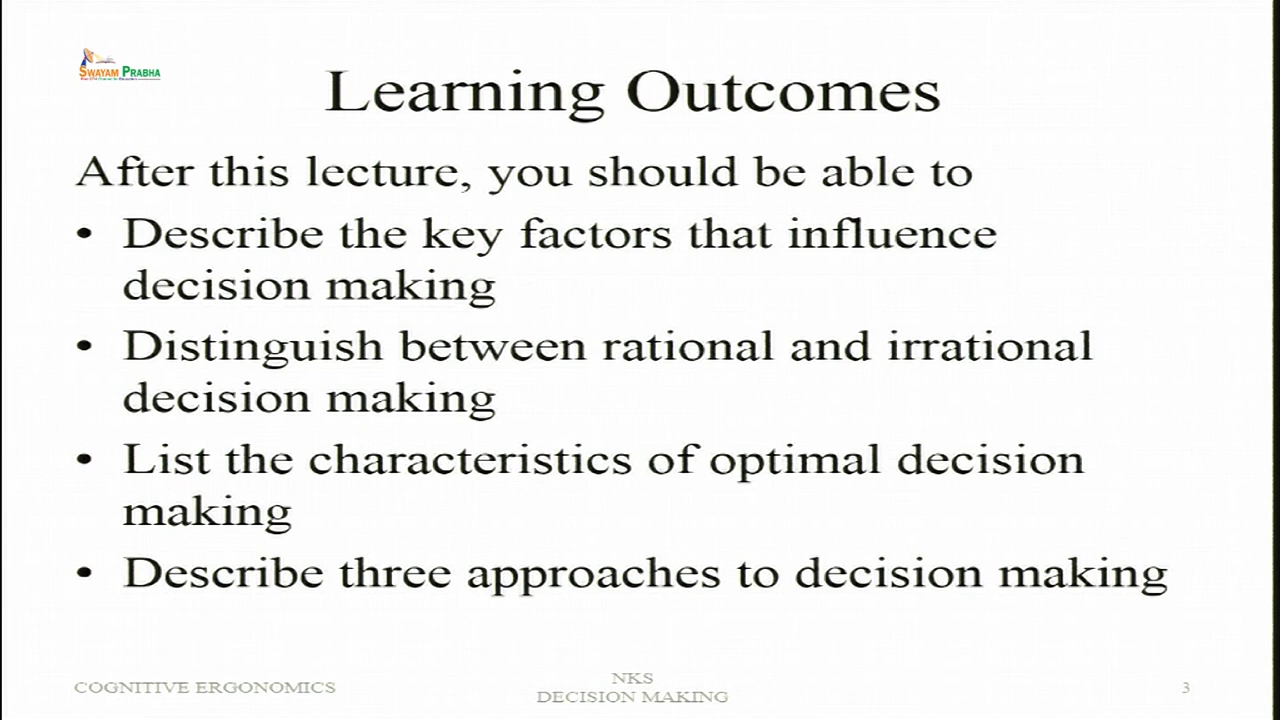 SWAYAM PRABHA
Learning Outcomes
After this lecture, you should be able to
• Describe the key factors that influence
decision making
• Distinguish between rational and irrational
decision making
• List the characteristics of optimal decision
making
• Describe three approaches to decision making
COGNITIVE ERGONOMICS
NKS
DECISION MAKING
3